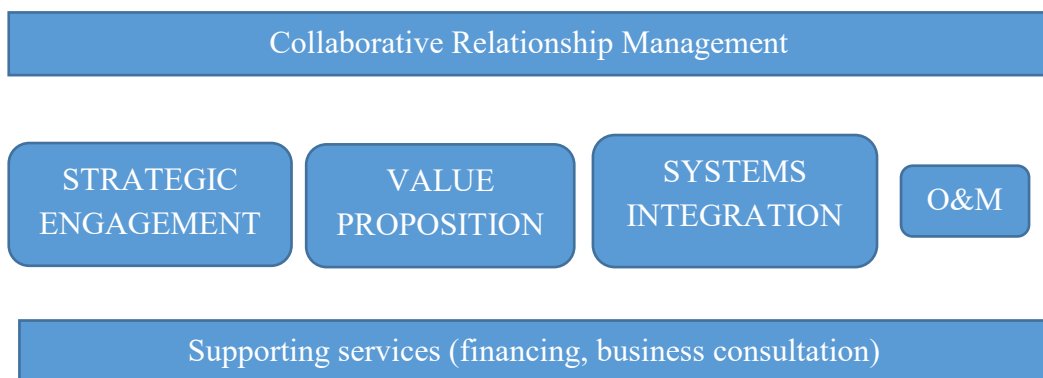 Collaborative Relationship Management
STRATEGIC
ENGAGEMENT
VALUE
PROPOSITION
SYSTEMS
INTEGRATION
O&M
Supporting services (financing, business consultation)